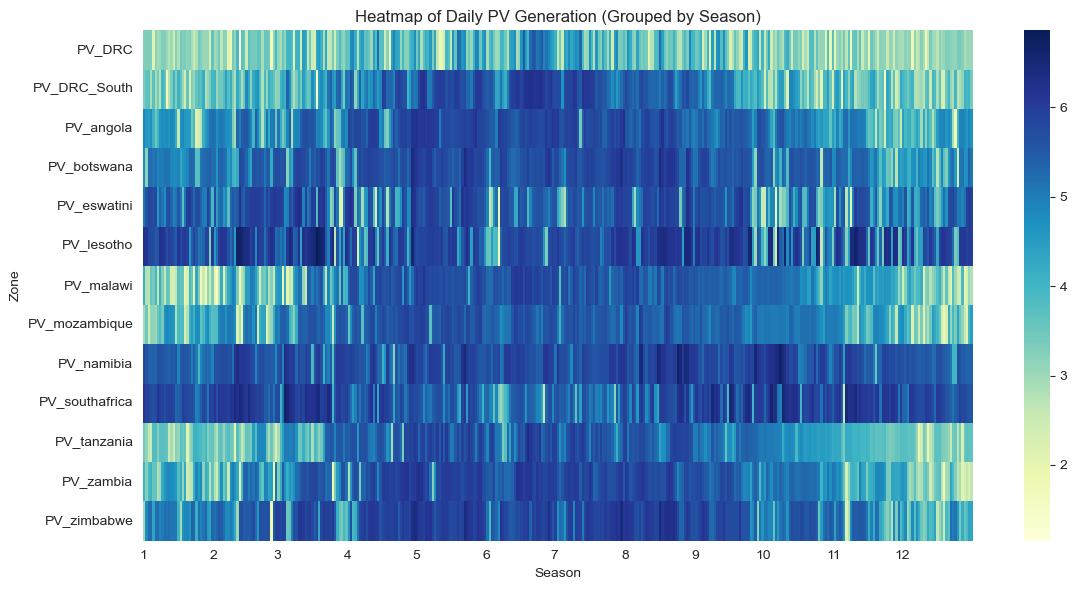 Heatmap of Daily PV Generation (Grouped by Season)
Zone
PV_DRC
PV_DRC_South
PV_angola
PV_botswana
PV_eswatini
PV_lesotho
PV_malawi
PV_mozambique
PV_namibia
PV_southafrica
PV_tanzania
PV_zambia
PV_zimbabwe
1 2 3 4 5 6 7 8 9 10 11 12
Season
6
5
4
3
2